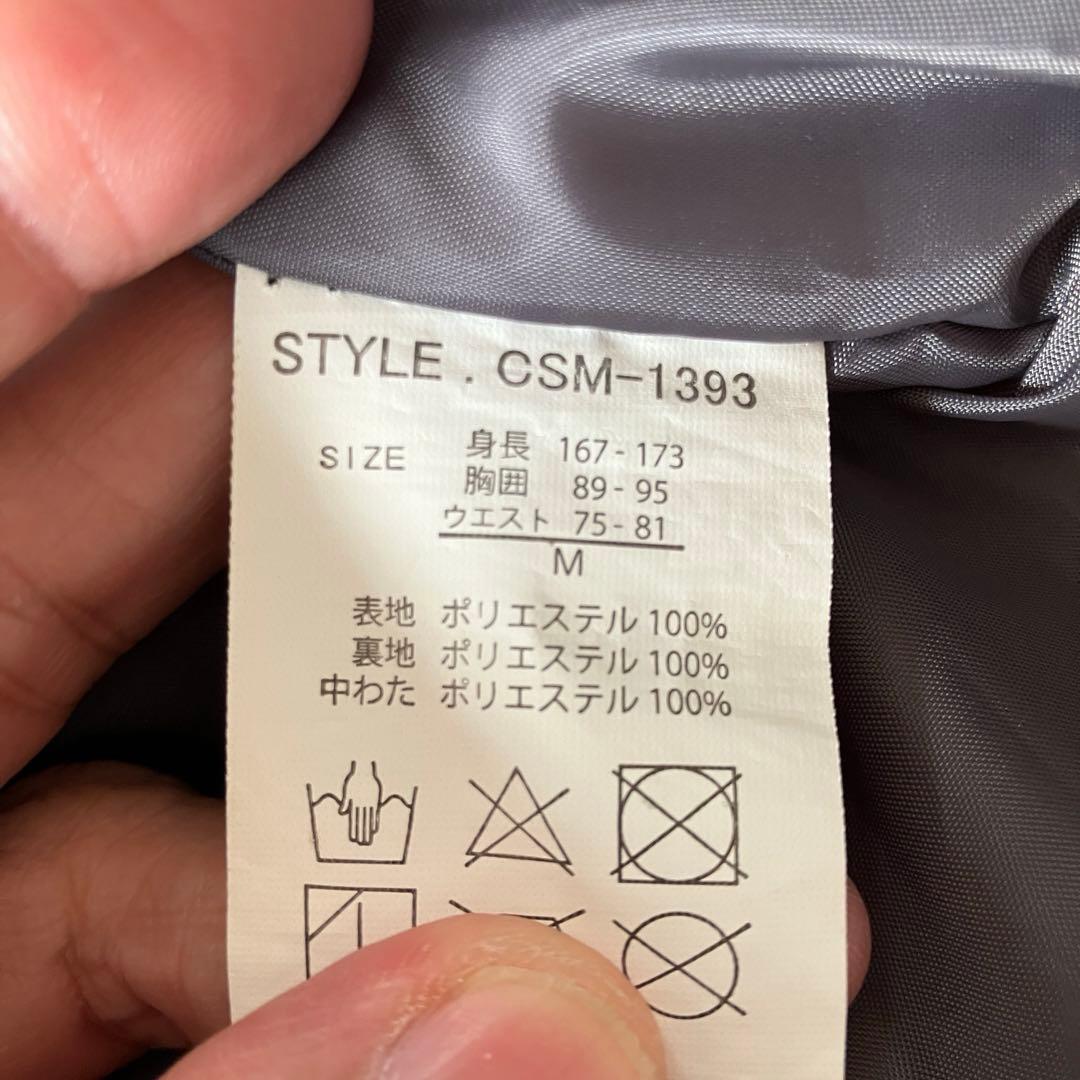 STYLE . CSM-1393
SIZE 身長 167 - 173
胸囲 89 - 95
ウエスト 75 - 81
M
表地 ポリエステル 100%
裏地 ポリエステル 100%
中わた ポリエステル 100%